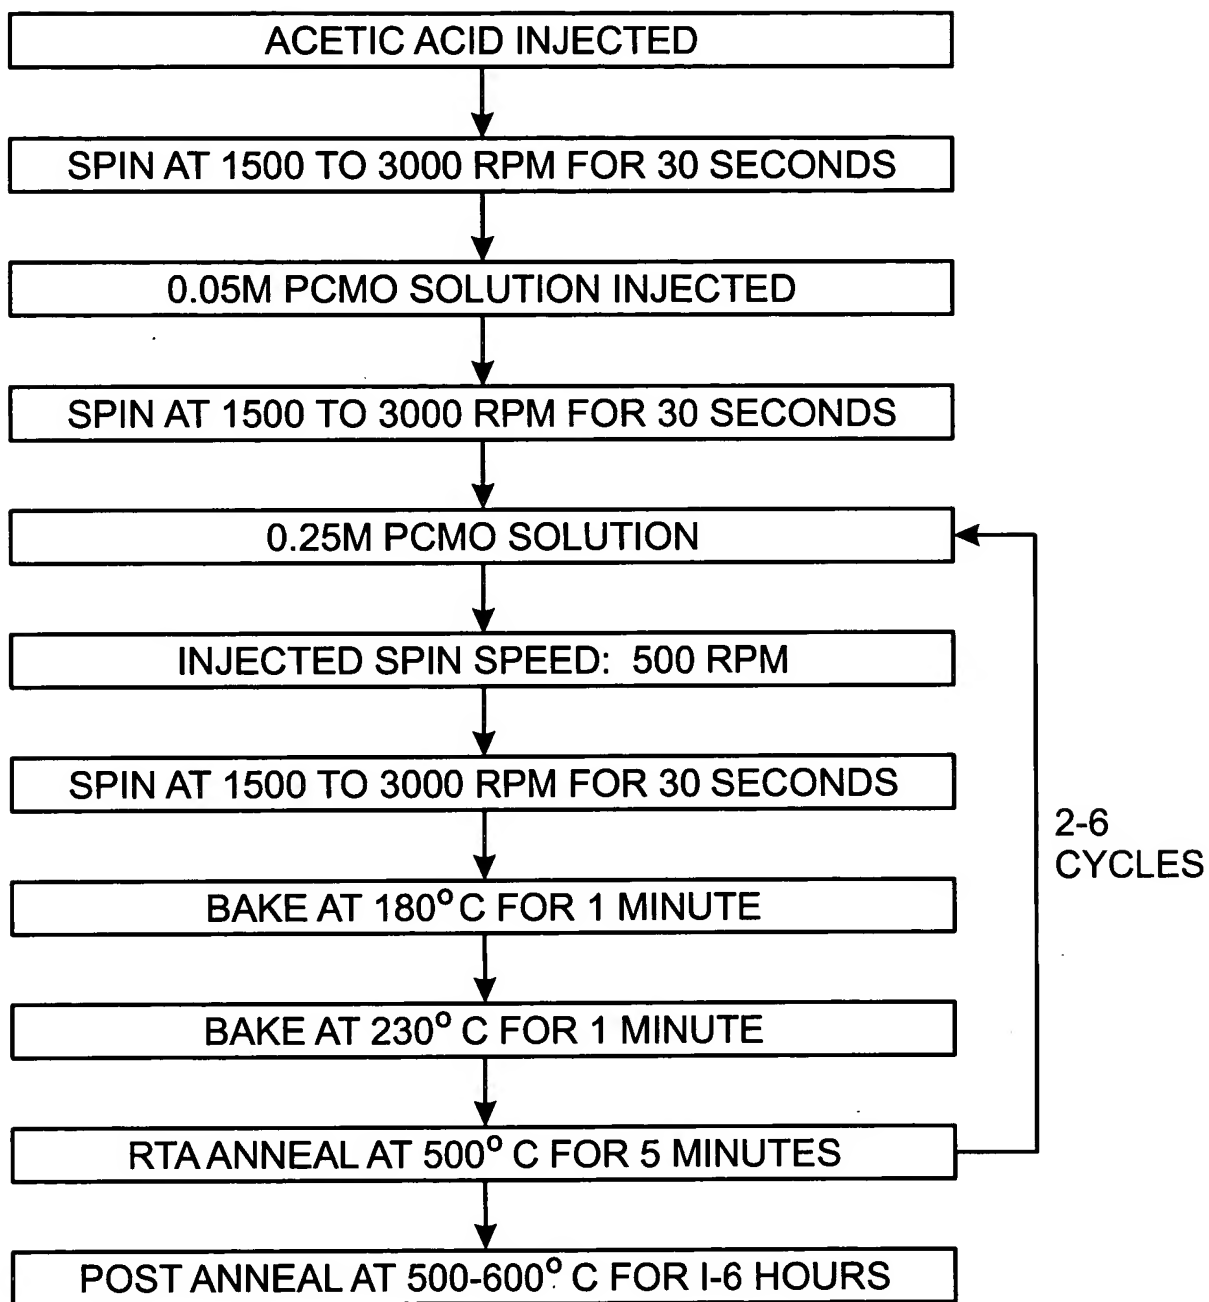 ACETIC ACID INJECTED
SPIN AT 1500 TO 3000 RPM FOR 30 SECONDS
0.05M PCMO SOLUTION INJECTED
SPIN AT 1500 TO 3000 RPM FOR 30 SECONDS
0.25M PCMO SOLUTION
INJECTED SPIN SPEED: 500 RPM
SPIN AT 1500 TO 3000 RPM FOR 30 SECONDS
2-6
CYCLES
BAKE AT 180° C FOR 1 MINUTE
BAKE AT 230° C FOR 1 MINUTE
RTA ANNEAL AT 500° C FOR 5 MINUTES
POST ANNEAL AT 500-600° C FOR I-6 HOURS